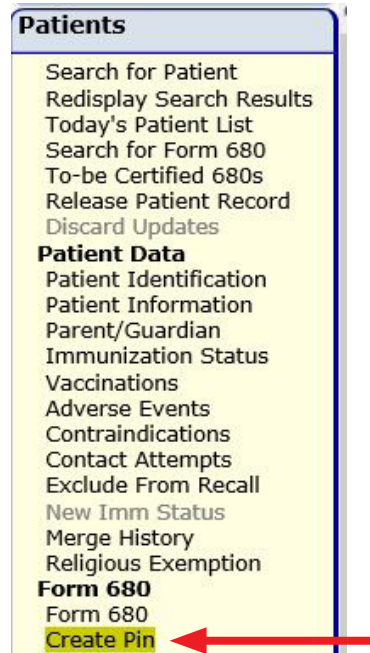 Patients
Search for Patient
Redisplay Search Results
Today's Patient List
Search for Form 680
To-be Certified 680s
Release Patient Record
Discard Updates
Patient Data
Patient Identification
Patient Information
Parent/Guardian
Immunization Status
Vaccinations
Adverse Events
Contraindications
Contact Attempts
Exclude From Recall
New Imm Status
Merge History
Religious Exemption
Form 680
Form 680
Create Pin